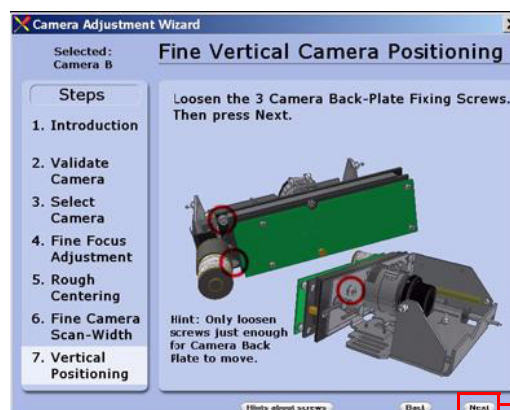 Camera Adjustment Wizard
Selected:
Camera B
Fine Vertical Camera Positioning
Steps
1. Introduction
2. Validate
Camera
3. Select
Camera
4. Fine Focus
Adjustment
5. Rough
Centering
6. Fine Camera
Scan-Width
7. Vertical
Positioning
Loosen the 3 Camera Back-Plate Fixing Screws.
Then press Next.
Hint: Only loosen
screws just enough
for Camera Back
Plate to move.
Hints about screws
Back
Next